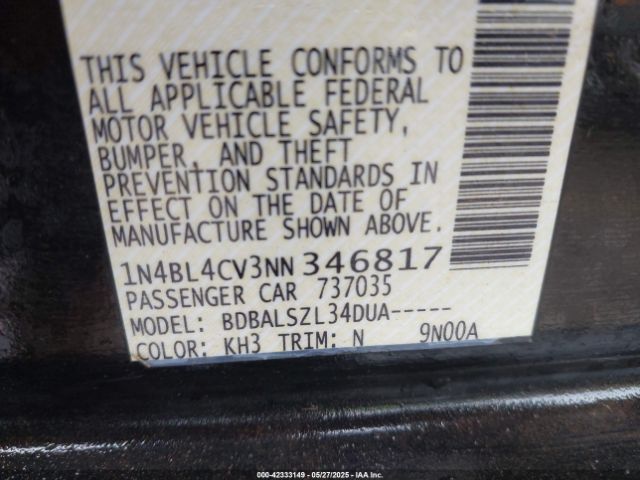 THIS VEHICLE CONFORMS TO
ALL APPLICABLE FEDERAL
MOTOR VEHICLE SAFETY,
BUMPER, AND THEFT
PREVENTION STANDARDS IN
EFFECT ON THE DATE OF
MANUFACTURE SHOWN ABOVE.
1N4BL4CV3NN346817
PASSENGER CAR 737035
MODEL: BDBALSZL34DUA-----
COLOR: KH3 TRIM: N 9N00A
000-42333149 | 05/27/2025 | IAA Inc.